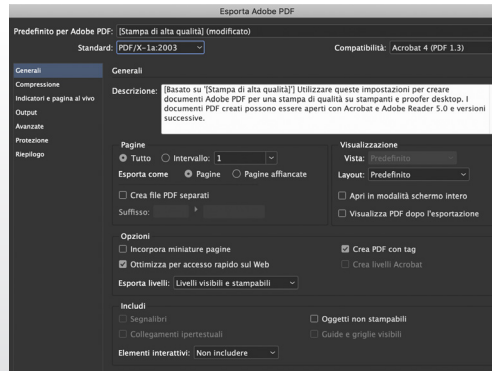 Esporta Adobe PDF
Predefinito per Adobe PDF: [Stampa di alta qualità] (modificato)
Standard: PDF/X-1a:2003 Compatibilità: Acrobat 4 (PDF 1.3)
Generali
Compressione
Indicatori e pagina al vivo
Output
Avanzate
Protezione
Riepilogo
Generali
Descrizione: [Basato su '[Stampa di alta qualità]'] Utilizzare queste impostazioni per creare
documenti Adobe PDF per una stampa di qualità su stampanti e proofer desktop. I
documenti PDF creati possono essere aperti con Acrobat e Adobe Reader 5.0 e versioni
successive.
Pagine
Tutto Intervallo: 1
Esporta come Pagine Pagine affiancate
Crea file PDF separati
Suffisso:
Visualizzazione
Vista: Predefinito
Layout: Predefinito
Apri in modalità schermo intero
Visualizza PDF dopo l'esportazione
Opzioni
Incorpora miniature pagine Crea PDF con tag
Ottimizza per accesso rapido sul Web Crea livelli Acrobat
Esporta livelli: Livelli visibili e stampabili
Includi
Segnalibri Oggetti non stampabili
Collegamenti ipertestuali Guide e griglie visibili
Elementi interattivi: Non includere